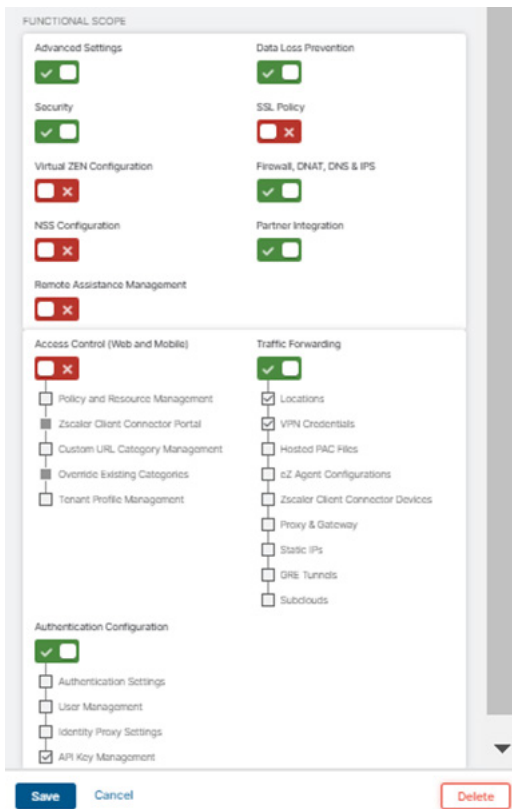 FUNCTIONAL SCOPE
Advanced Settings
Data Loss Prevention
Security
SSL Policy
Virtual ZEN Configuration
Firewall, DNAT, DNS & IPS
NSS Configuration
Partner Integration
Remote Assistance Management
Access Control (Web and Mobile)
Policy and Resource Management
Zscaler Client Connector Portal
Custom URL Category Management
Override Existing Categories
Tenant Profile Management
Traffic Forwarding
Locations
VPN Credentials
Hosted PAC Files
eZ Agent Configurations
Zscaler Client Connector Devices
Proxy & Gateway
Static IPs
GRE Tunnels
Subclouds
Authentication Configuration
Authentication Settings
User Management
Identity Proxy Settings
API Key Management
Save
Cancel
Delete